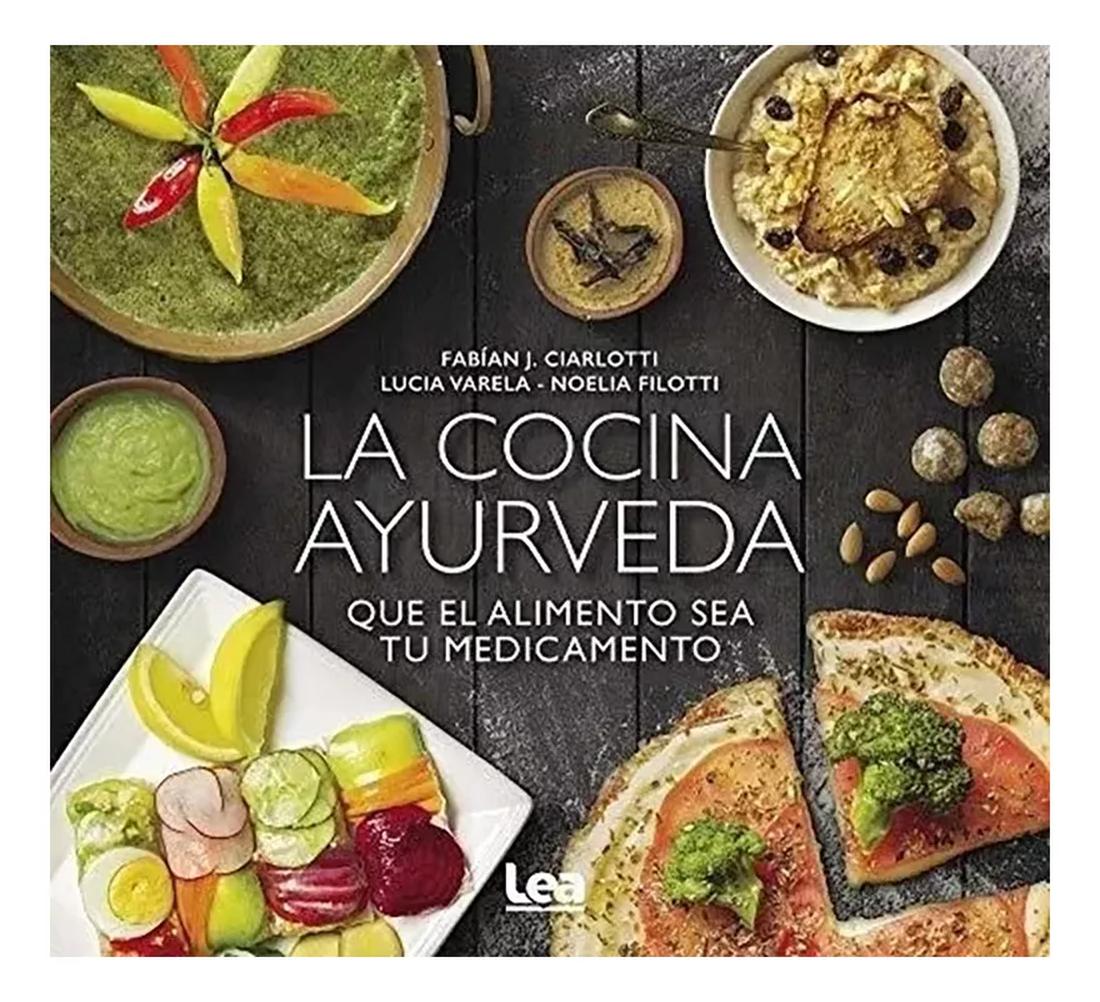 FABÍAN J. CIARLOTTI
LUCIA VARELA - NOELIA FILOTTI
LA COCINA
AYURVEDA
QUE EL ALIMENTO SEA
TU MEDICAMENTO
Lea